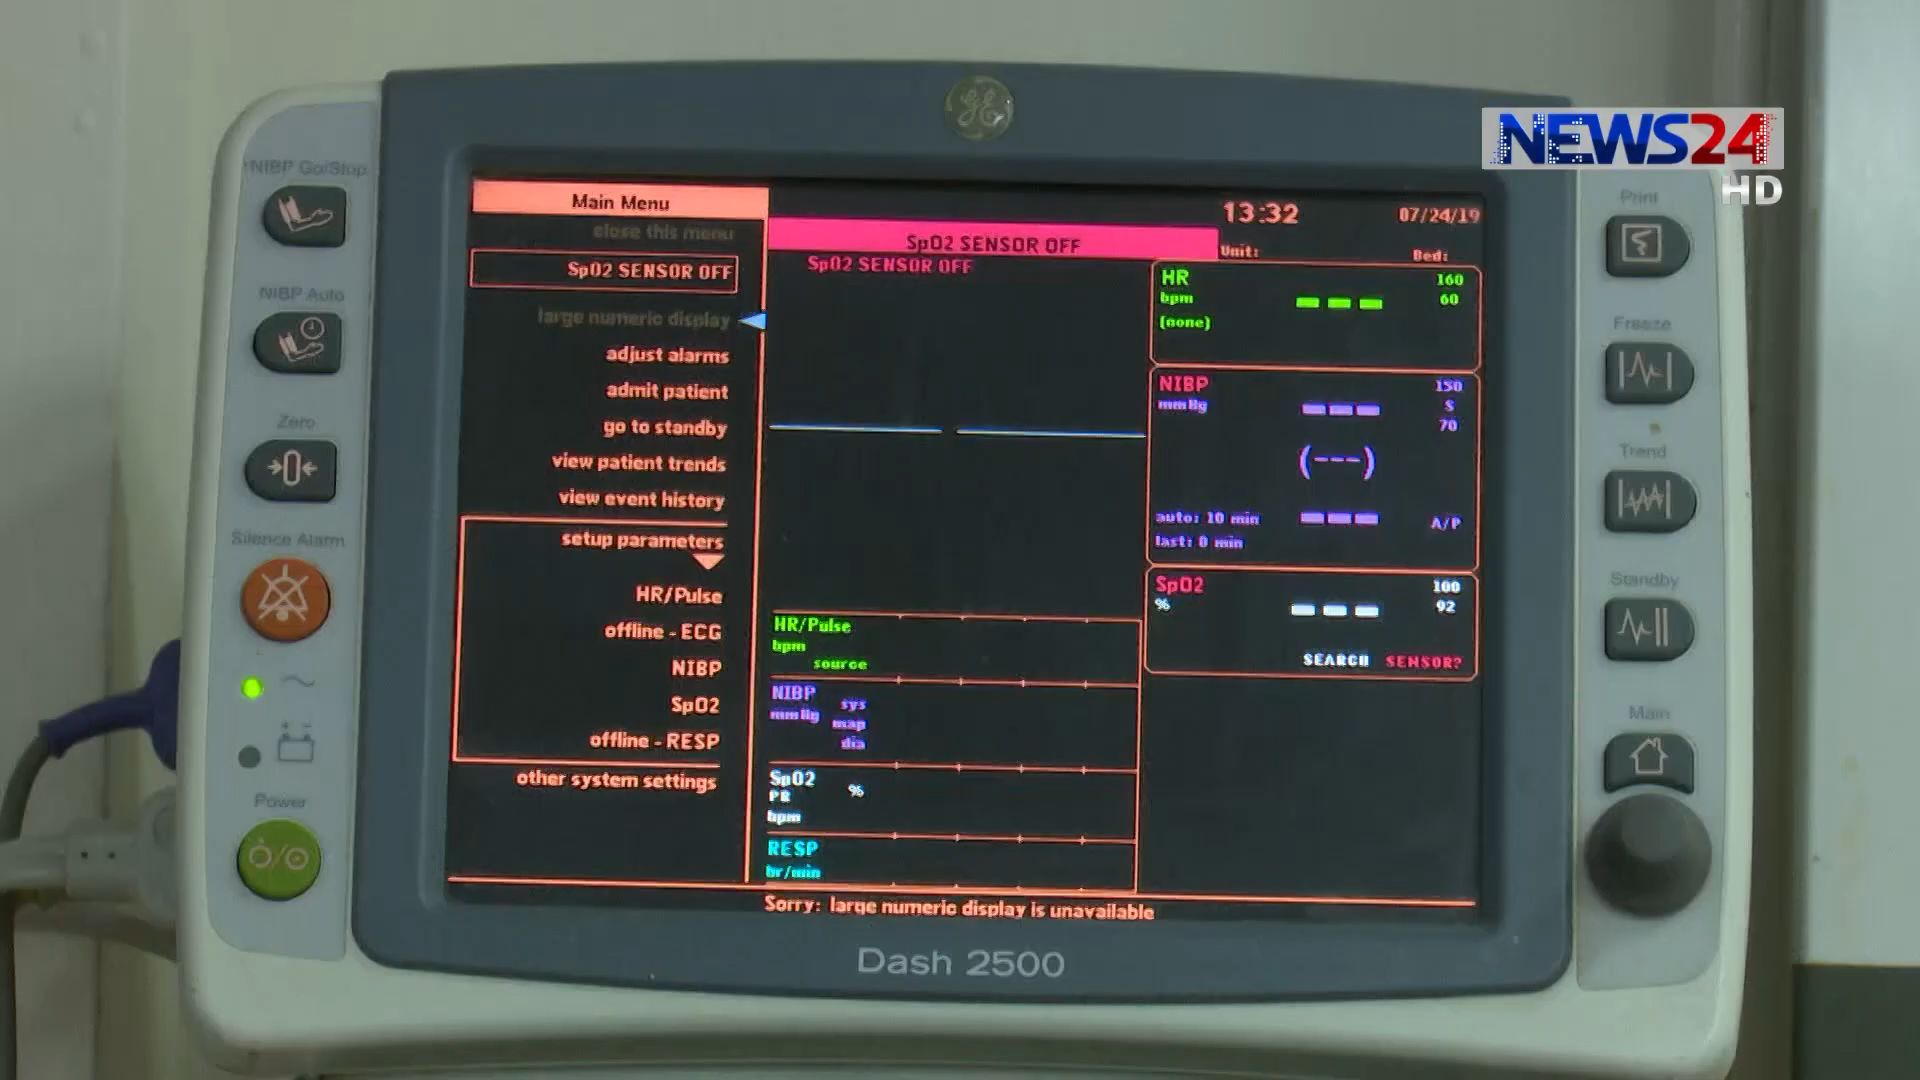 NEWS24
HD
GE
NIBP Go/Stop
NIBP Auto
Zero
Silence Alarm
Power
Main Menu
close this menu
SpO2 SENSOR OFF
large numeric display
adjust alarms
admit patient
go to standby
view patient trends
view event history
setup parameters
HR/Pulse
offline - ECG
NIBP
SpO2
offline - RESP
other system settings
SpO2 SENSOR OFF
SpO2 SENSOR OFF
HR/Pulse
bpm
source
NIBP sys
mmHg map
dia
SpO2 %
PR
bpm
RESP
br/min
13:32 07/24/19
Unit: Bed:
HR 160
bpm --- 60
(none)
NIBP 150
mmHg --- S
70
(---)
auto: 10 min --- A/P
last: 0 min
SpO2 100
% --- 92
SEARCH SENSOR?
Sorry: large numeric display is unavailable
Dash 2500
Print
Freeze
Trend
Standby
Main